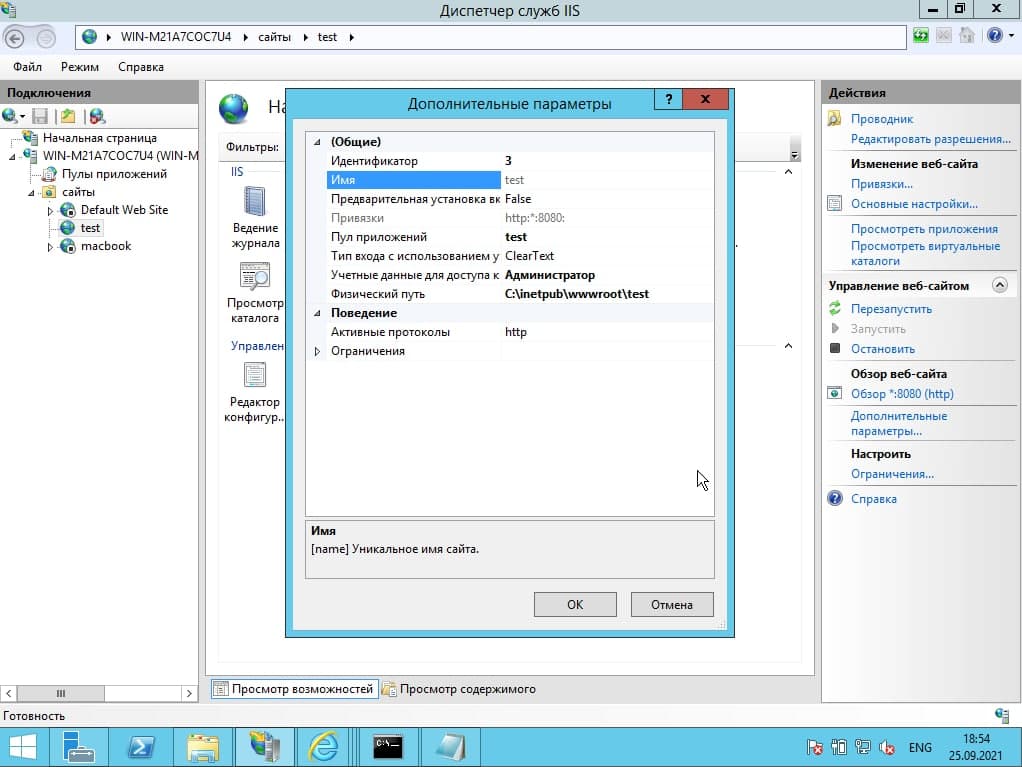 Диспетчер служб IIS
WIN-M21A7COC7U4
сайты
test
Файл
Режим
Справка
Подключения
Начальная страница
WIN-M21A7COC7U4 (WIN-M
Пулы приложений
сайты
Default Web Site
test
macbook
Фильтры:
IIS
Ведение
журнала
Просмотр
каталога
Управлен
Редактор
конфигур...
Дополнительные параметры
?
X
(Общие)
Идентификатор 3
Имя test
Предварительная установка вк False
Привязки http:*:8080:
Пул приложений test
Тип входа с использованием у ClearText
Учетные данные для доступа к Администратор
Физический путь C:\inetpub\wwwroot\test
Поведение
Активные протоколы http
Ограничения
Имя
[name] Уникальное имя сайта.
OK
Отмена
Просмотр возможностей
Просмотр содержимого
Действия
Проводник
Редактировать разрешения...
Изменение веб-сайта
Привязки...
Основные настройки...
Просмотреть приложения
Просмотреть виртуальные
каталоги
Управление веб-сайтом
Перезапустить
Запустить
Остановить
Обзор веб-сайта
Обзор *:8080 (http)
Дополнительные
параметры...
Настроить
Ограничения...
Справка
Готовность
ENG
18:54
25.09.2021